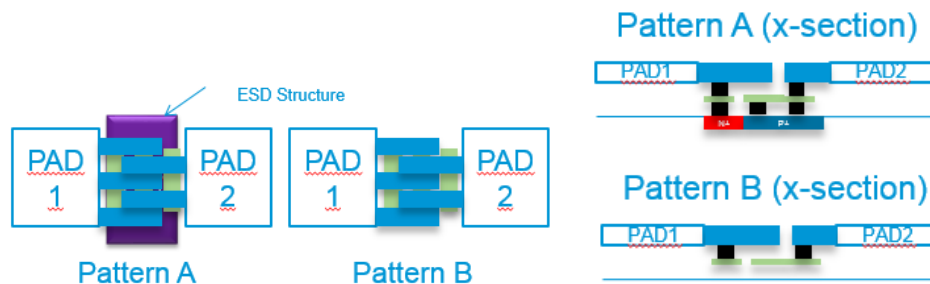 Pattern A (x-section)
PAD1
PAD2
N+
P+
ESD Structure
PAD
1
PAD
2
PAD
1
PAD
2
Pattern A
Pattern B
Pattern B (x-section)
PAD1
PAD2